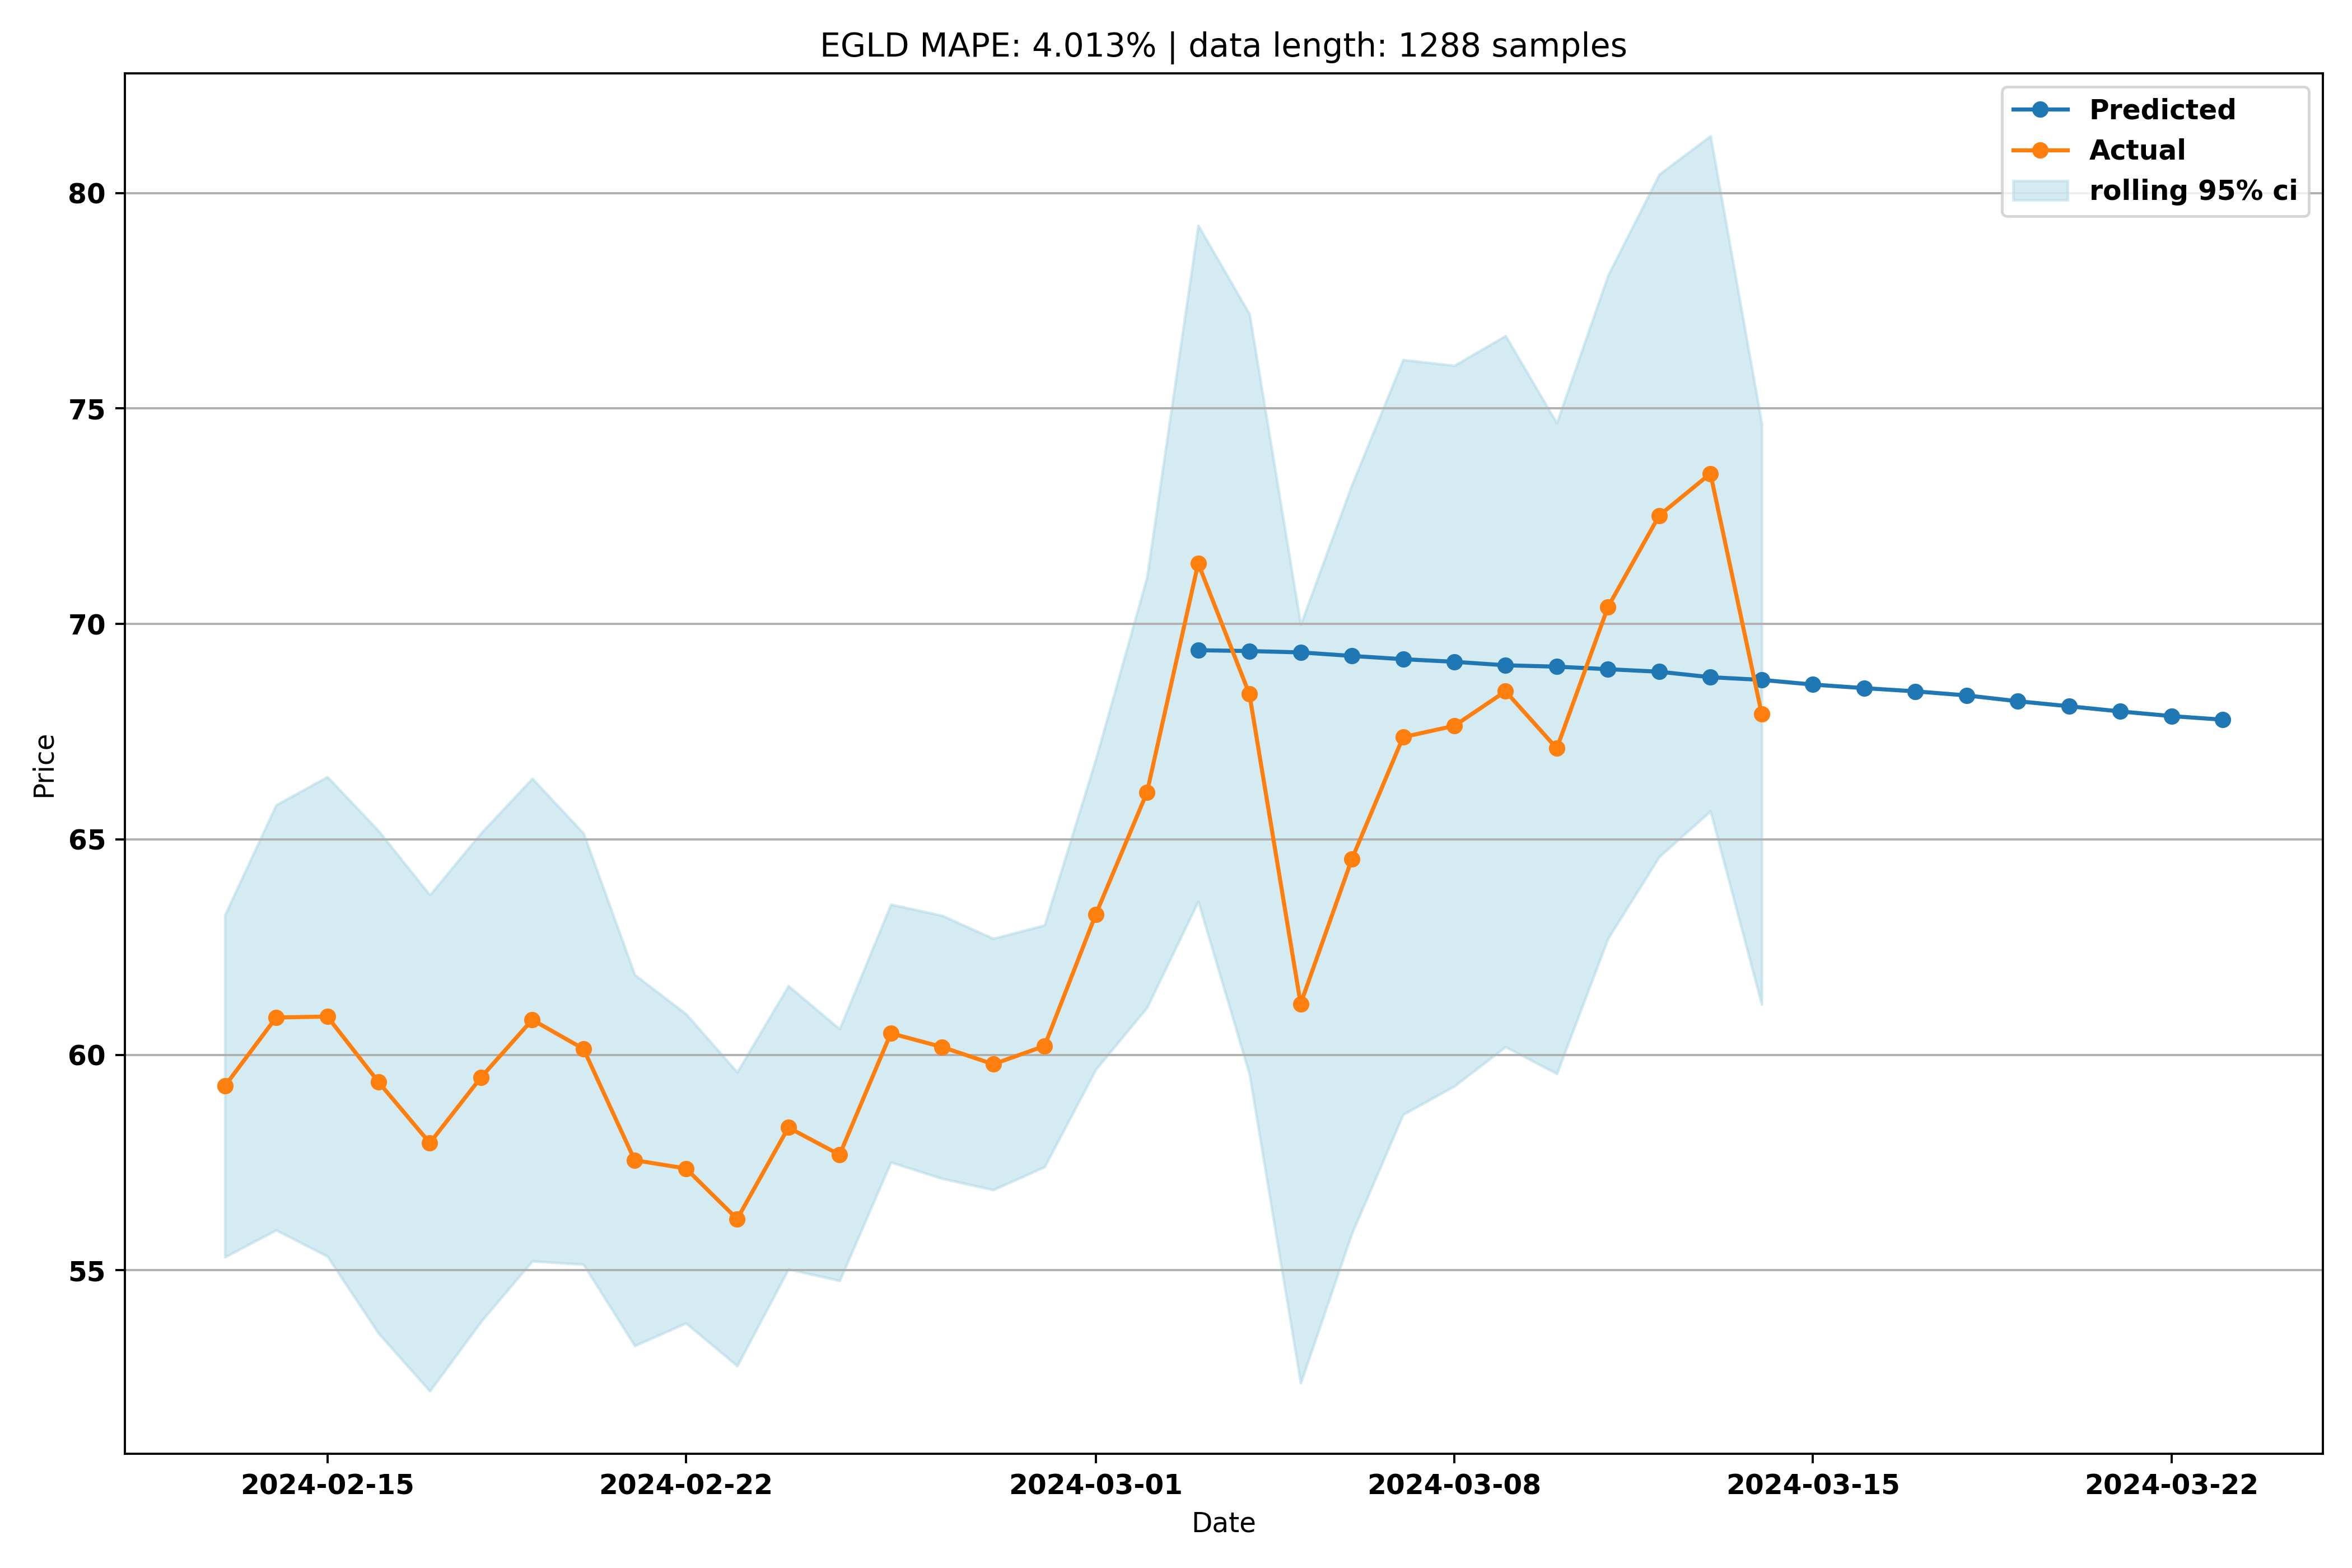 EGLD MAPE: 4.013% | data length: 1288 samples
Predicted
Actual
rolling 95% ci
80
75
70
65
60
55
Price
2024-02-15
2024-02-22
2024-03-01
2024-03-08
2024-03-15
2024-03-22
Date